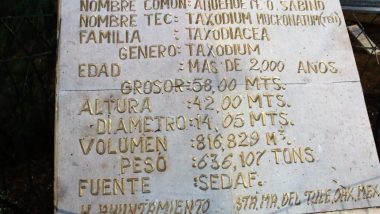 NOMBRE COMUN: AHUEHUETE O. SABINO
NOMBRE TEC: TAXODIUM MUCRONATUM (TEN)
FAMILIA : TAXODIACEA
GENERO: TAXODIUM
EDAD : MAS DE 2,000 AÑOS.
GROSOR: 58,00 MTS.
ALTURA : 42,00 MTS.
DIAMETRO: 14,05 MTS.
VOLUMEN : 816,829 M³.
PESO : 636,107 TONS.
FUENTE : SEDAF.
H. AYUNTAMIENTO STA. MA. DEL TULE, OAX. MEX.